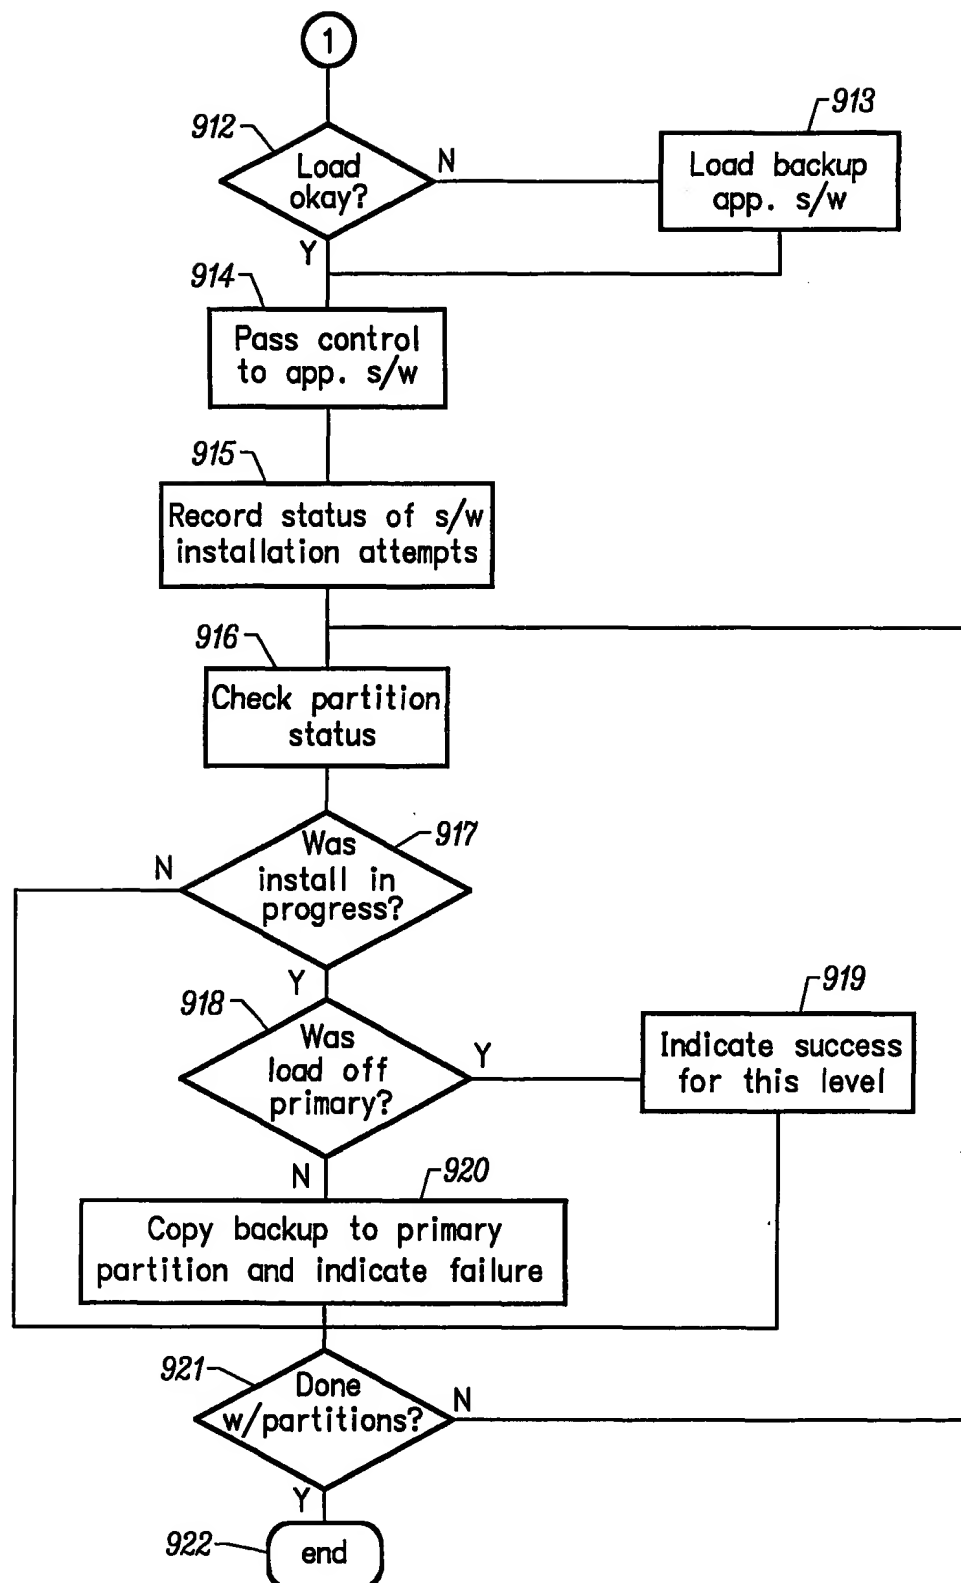 1
912
Load
okay?
N
913
Load backup
app. s/w
Y
914
Pass control
to app. s/w
915
Record status of s/w
installation attempts
916
Check partition
status
917
Was
install in
progress?
N
Y
918
Was
load off
primary?
Y
919
Indicate success
for this level
N
920
Copy backup to primary
partition and indicate failure
921
Done
w/partitions?
N
Y
922
end